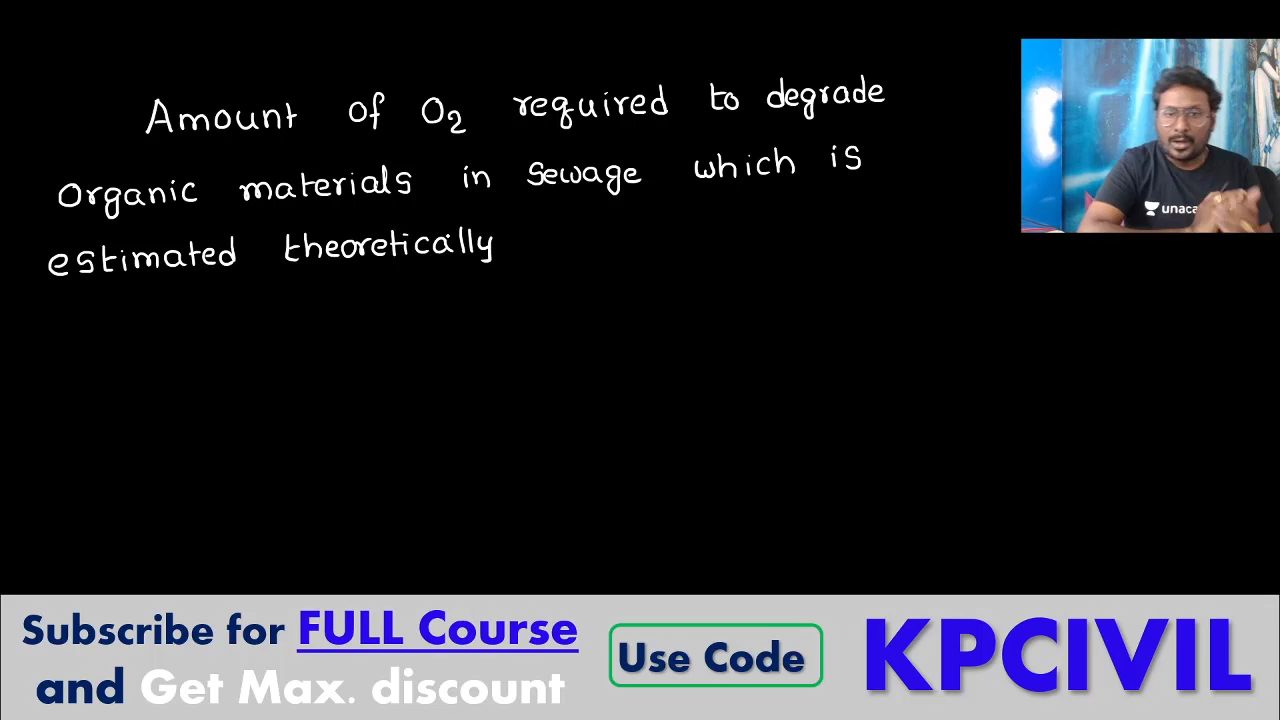 Amount of O2 required to degrade
Organic materials in sewage which is
estimated theoretically
unaca
Subscribe for FULL Course
and Get Max. discount
Use Code
KPCIVIL